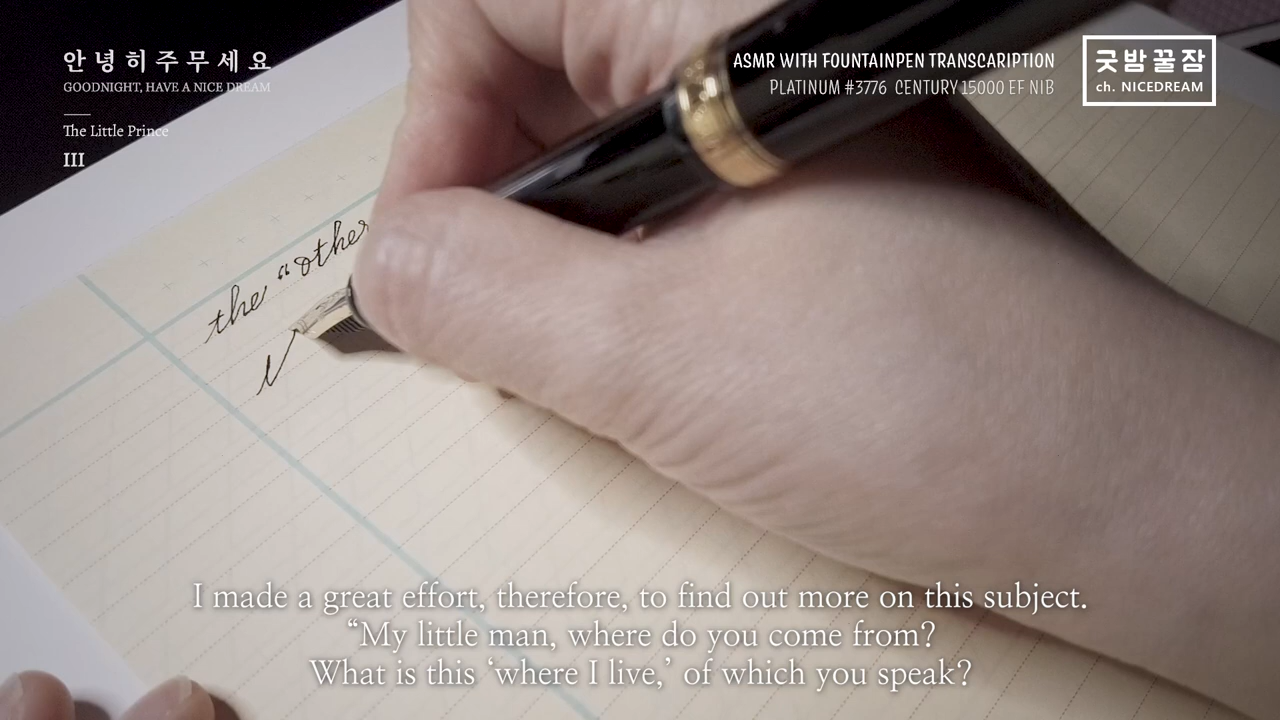 안녕히주무세요
GOODNIGHT, HAVE A NICE DREAM
The Little Prince
III
ASMR WITH FOUNTAINPEN TRANSCARIPTION
PLATINUM #3776 CENTURY 15000 EF NIB
굿밤꿀잠
ch. NICEDREAM
the “other
I made a great effort, therefore, to find out more on this subject.
“My little man, where do you come from?
What is this ‘where I live,’ of which you speak?